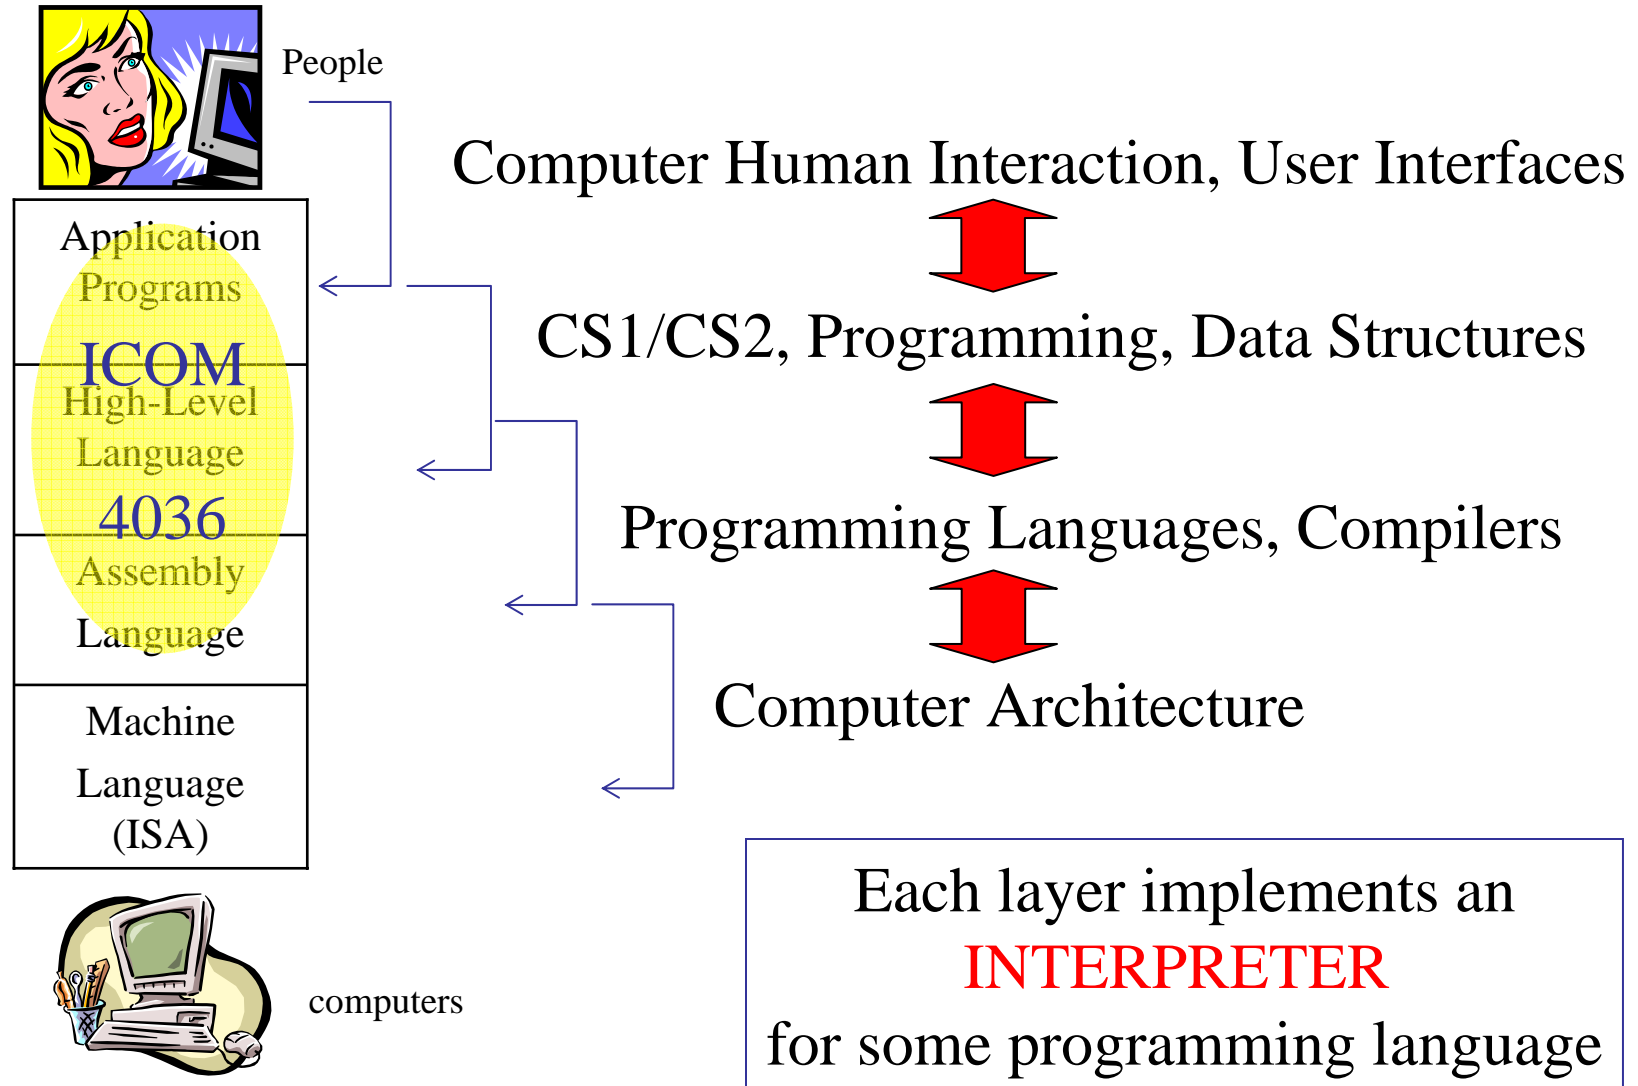 People
Computer Human Interaction, User Interfaces
Application
Programs
CS1/CS2, Programming, Data Structures
ICOM
High-Level
Language
4036
Programming Languages, Compilers
Assembly
Language
Computer Architecture
Machine
Language
(ISA)
Each layer implements an
INTERPRETER
for some programming language
computers